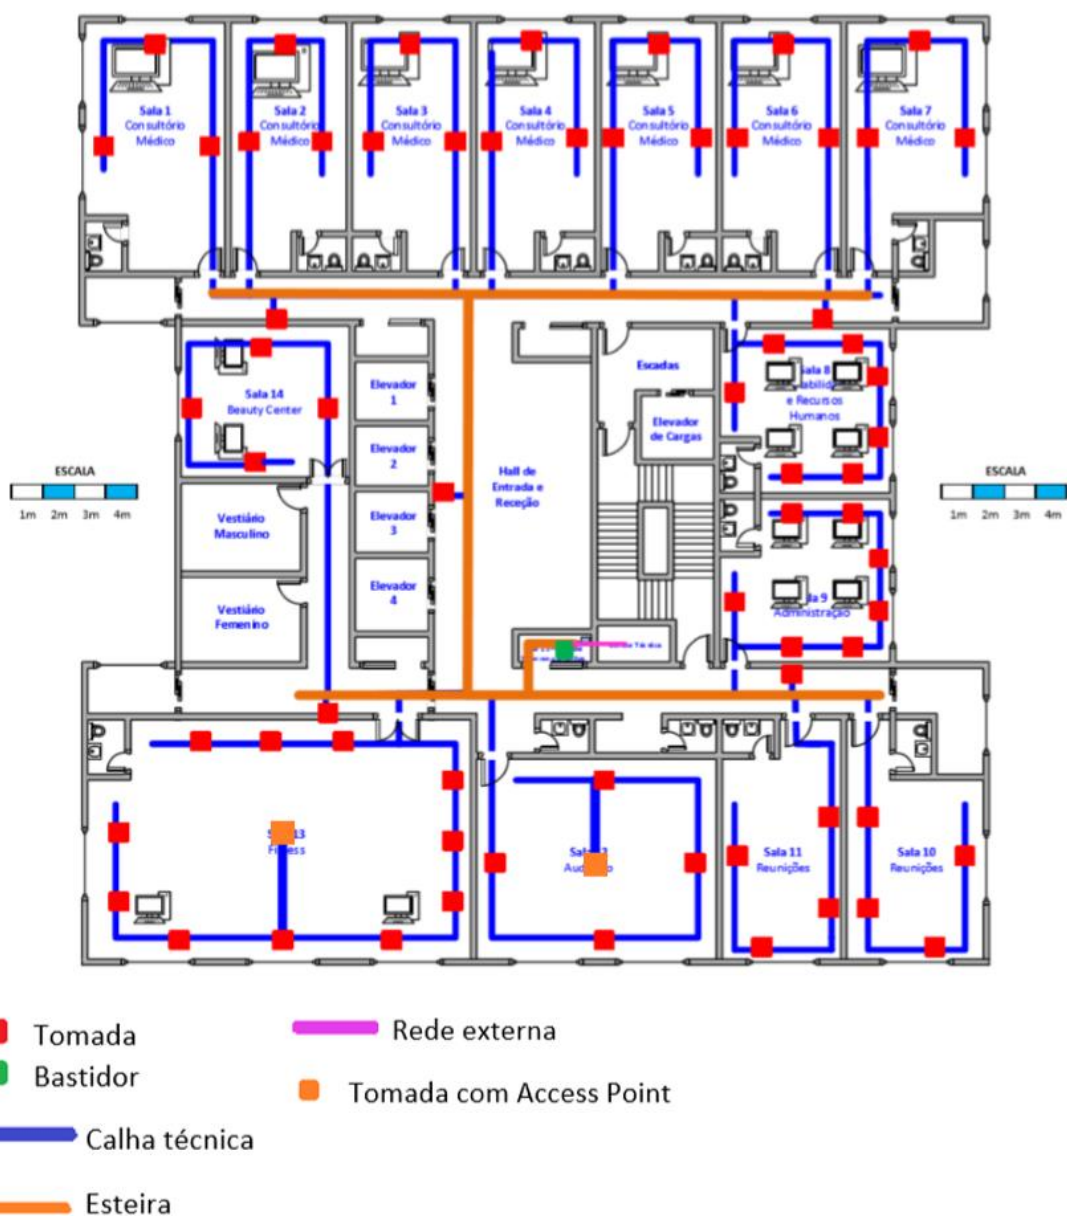 Sala 1
Consultório
Médico
Sala 2
Consultório
Médico
Sala 3
Consultório
Médico
Sala 4
Consultório
Médico
Sala 5
Consultório
Médico
Sala 6
Consultório
Médico
Sala 7
Consultório
Médico
Sala 14
Beauty Center
Elevador
1
Elevador
2
Elevador
3
Elevador
4
Escadas
Elevador
de Cargas
Hall de
Entrada e
Receção
e Recursos
Humanos
ESCALA
1m 2m 3m 4m
ESCALA
1m 2m 3m 4m
Vestiário
Masculino
Vestiário
Femenino
Administração
Sala 11
Reuniões
Sala 10
Reuniões
Tomada
Bastidor
Calha técnica
Esteira
Rede externa
Tomada com Access Point